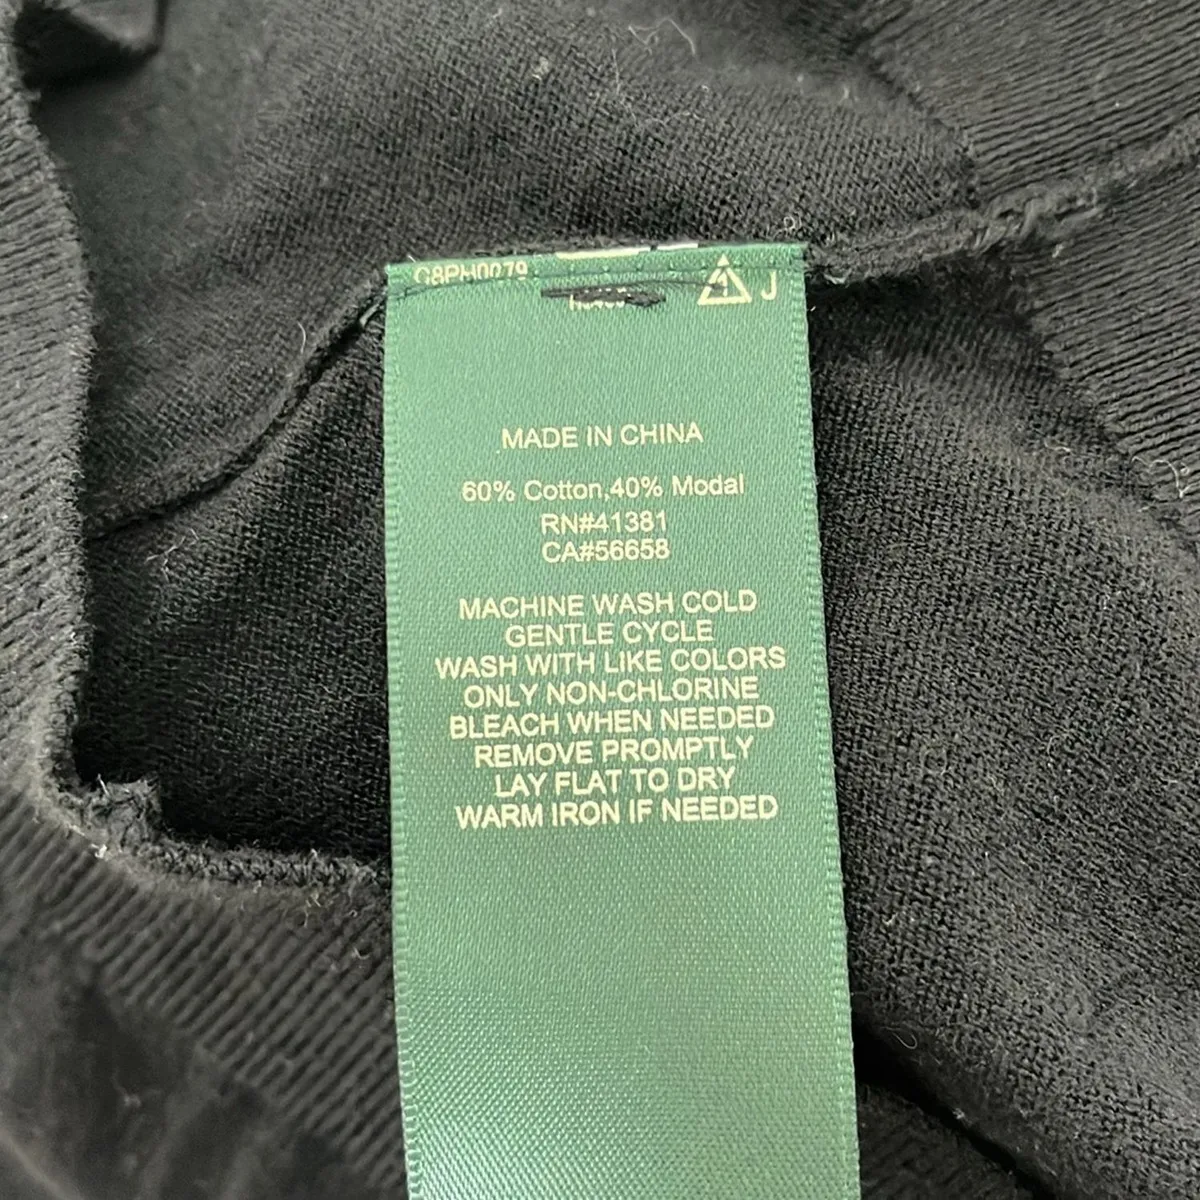 J
MADE IN CHINA
60% Cotton,40% Modal
RN#41381
CA#56658
MACHINE WASH COLD
GENTLE CYCLE
WASH WITH LIKE COLORS
ONLY NON-CHLORINE
BLEACH WHEN NEEDED
REMOVE PROMPTLY
LAY FLAT TO DRY
WARM IRON IF NEEDED